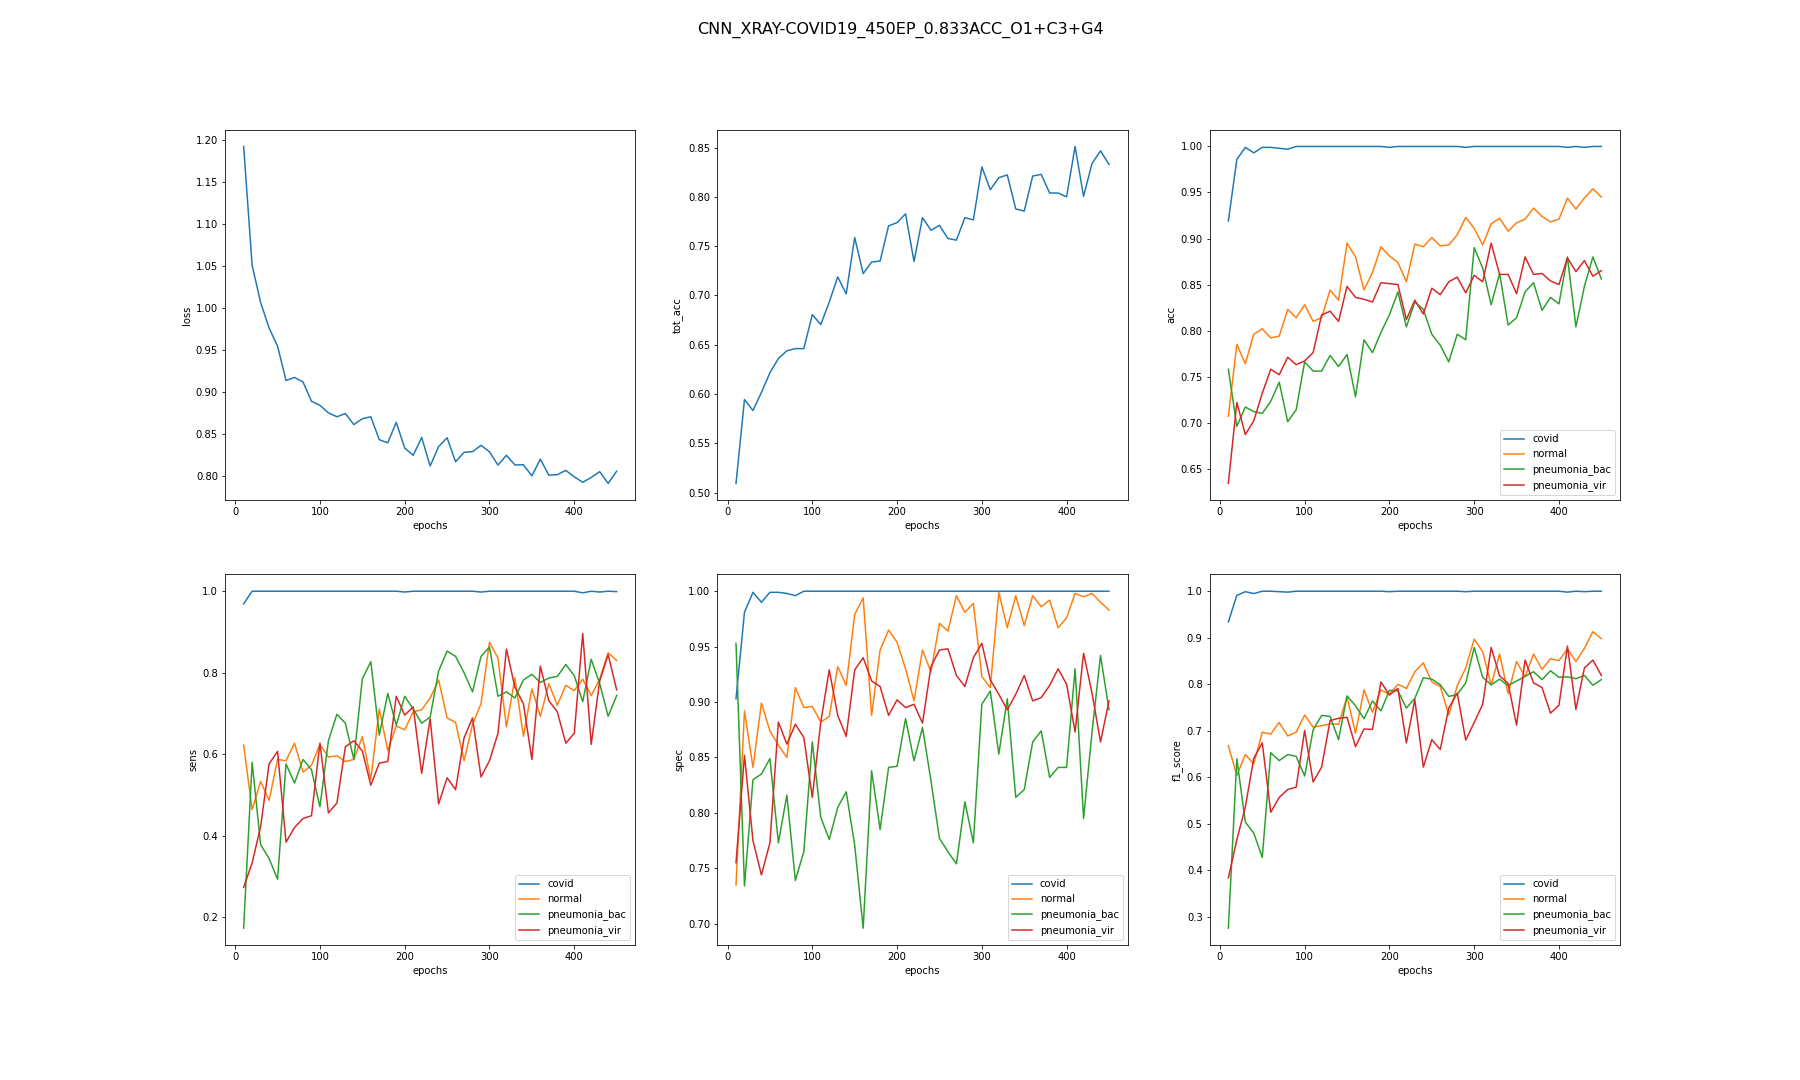 CNN_XRAY-COVID19_450EP_0.833ACC_O1+C3+G4
1.20
1.15
1.10
1.05
1.00
0.95
0.90
0.85
0.80
loss
0
100
200
300
400
epochs
0.85
0.80
0.75
0.70
0.65
0.60
0.55
0.50
tot_acc
0
100
200
300
400
epochs
1.00
0.95
0.90
0.85
0.80
0.75
0.70
0.65
acc
covid
normal
pneumonia_bac
pneumonia_vir
0
100
200
300
400
epochs
1.0
0.8
0.6
0.4
0.2
sens
covid
normal
pneumonia_bac
pneumonia_vir
0
100
200
300
400
epochs
1.00
0.95
0.90
0.85
0.80
0.75
0.70
spec
covid
normal
pneumonia_bac
pneumonia_vir
0
100
200
300
400
epochs
1.0
0.9
0.8
0.7
0.6
0.5
0.4
0.3
f1_score
covid
normal
pneumonia_bac
pneumonia_vir
0
100
200
300
400
epochs